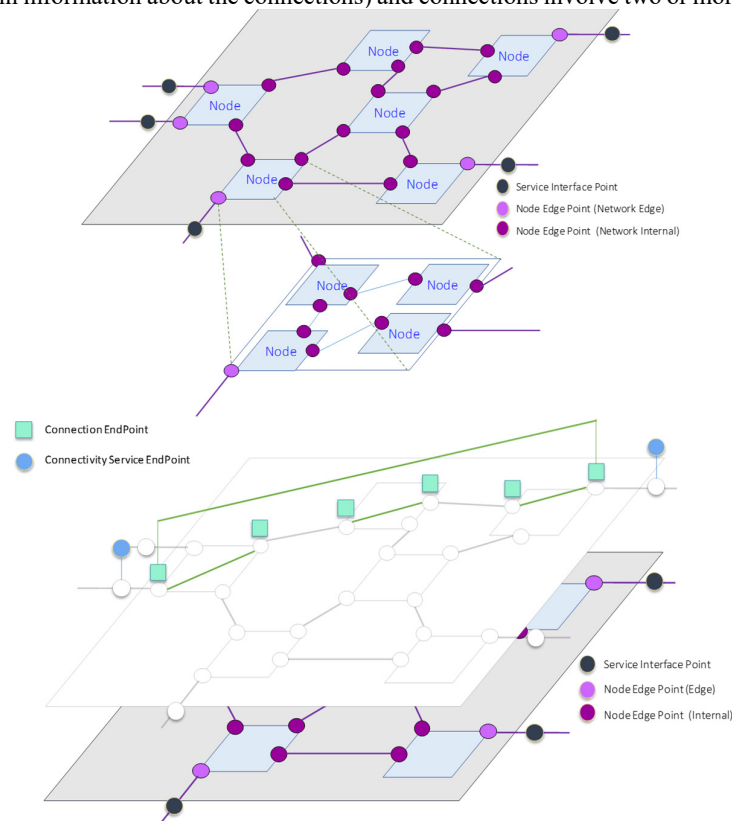 information about the connections) and connections involve two or mor
Node
Node
Node
Node
Node
Node
Service Interface Point
Node Edge Point (Network Edge)
Node Edge Point (Network Internal)
Node
Node
Node
Node
Connection EndPoint
Connectivity Service EndPoint
Service Interface Point
Node Edge Point (Edge)
Node Edge Point (Internal)